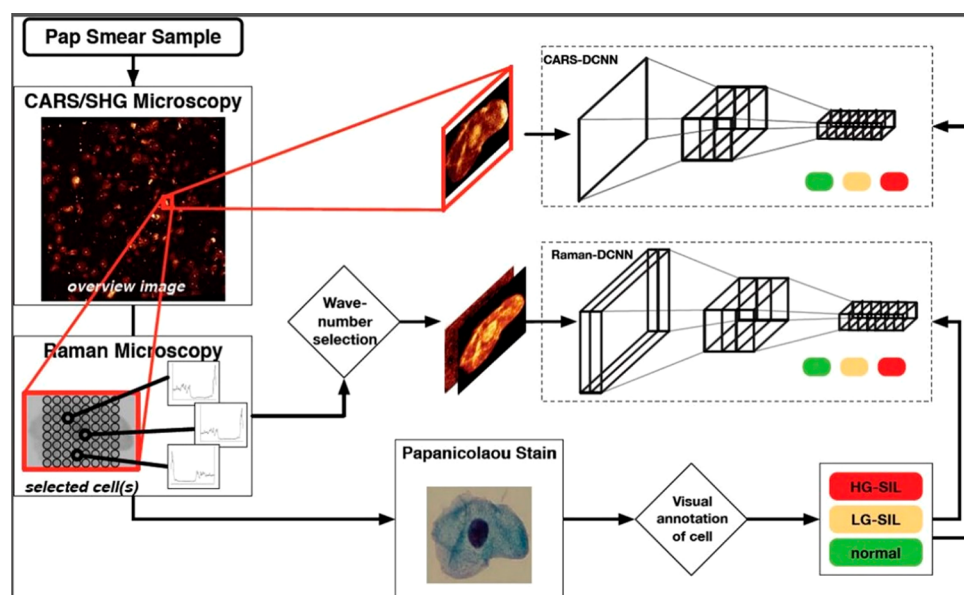 Pap Smear Sample
CARS/SHG Microscopy
overview image
CARS-DCNN
Raman-DCNN
Wave-
number
selection
Raman Microscopy
selected cell(s)
Papanicolaou Stain
Visual
annotation
of cell
HG-SIL
LG-SIL
normal